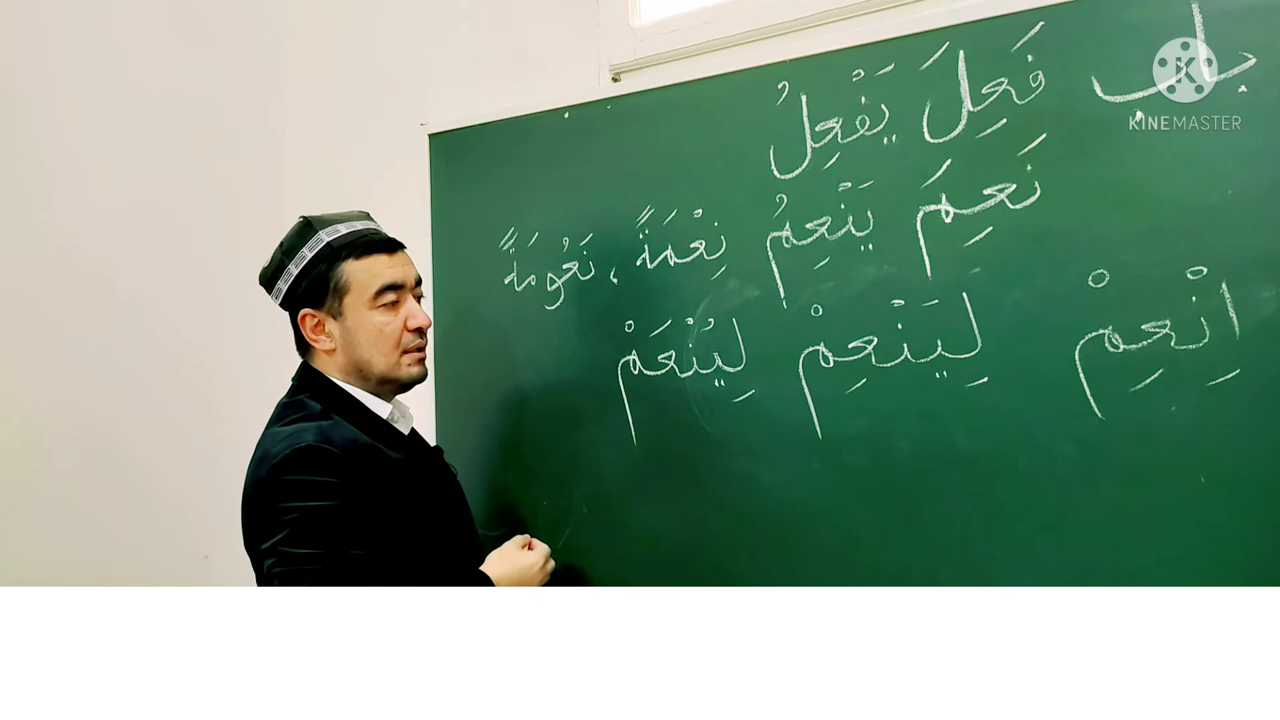 باب فَعِلَ يَفْعِلُ
نَعِمَ يَنْعِمُ نِعْمَةً، نَعُومَةً
اِنْعِمْ لِيَنْعِمْ لِيُنْعَمْ
KINEMASTER